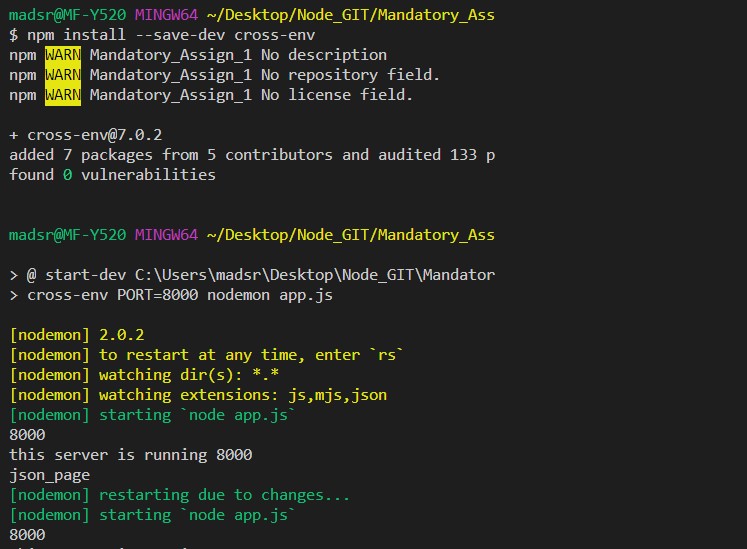 madsr@MF-Y520 MINGW64 ~/Desktop/Node_GIT/Mandatory_Ass
$ npm install --save-dev cross-env
npm WARN Mandatory_Assign_1 No description
npm WARN Mandatory_Assign_1 No repository field.
npm WARN Mandatory_Assign_1 No license field.
+ cross-env@7.0.2
added 7 packages from 5 contributors and audited 133 p
found 0 vulnerabilities
madsr@MF-Y520 MINGW64 ~/Desktop/Node_GIT/Mandatory_Ass
> @ start-dev C:\Users\madsr\Desktop\Node_GIT\Mandator
> cross-env PORT=8000 nodemon app.js
[nodemon] 2.0.2
[nodemon] to restart at any time, enter `rs`
[nodemon] watching dir(s): *.*
[nodemon] watching extensions: js,mjs,json
[nodemon] starting `node app.js`
8000
this server is running 8000
json_page
[nodemon] restarting due to changes...
[nodemon] starting `node app.js`
8000